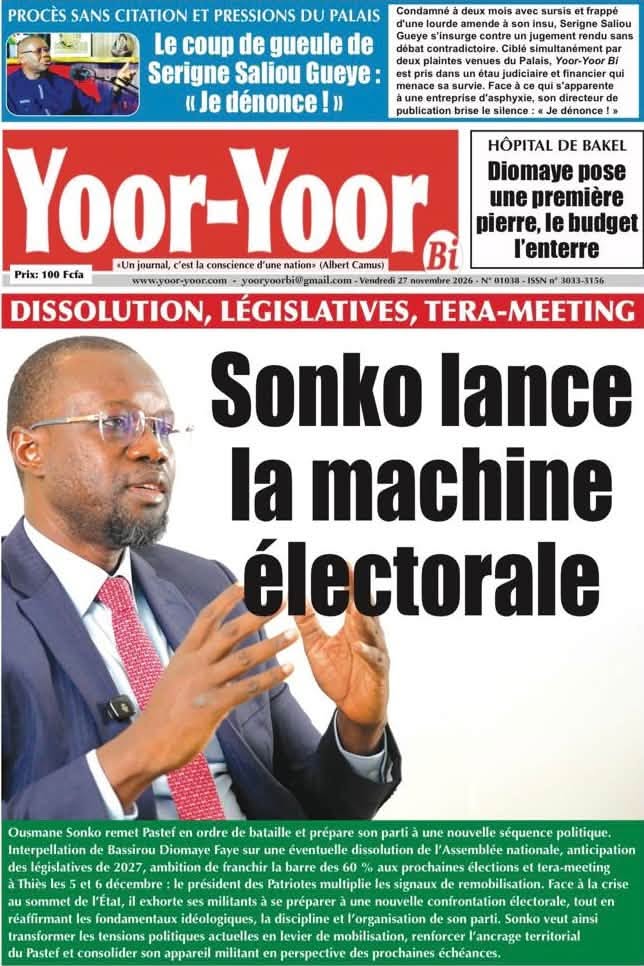 PROCÈS SANS CITATION ET PRESSIONS DU PALAIS
Le coup de gueule de
Serigne Saliou Gueye :
« Je dénonce ! »
Condamné à deux mois avec sursis et frappé
d'une lourde amende à son insu, Serigne Saliou
Gueye s'insurge contre un jugement rendu sans
débat contradictoire. Ciblé simultanément par
deux plaintes venues du Palais, Yoor-Yoor Bi
est pris dans un étau judiciaire et financier qui
menace sa survie. Face à ce qui s'apparente
à une entreprise d'asphyxie, son directeur de
publication brise le silence : « Je dénonce ! »
Yoor-Yoor
Bi
«Un journal, c'est la conscience d'une nation» (Albert Camus)
Prix: 100 Fcfa
HÔPITAL DE BAKEL
Diomaye pose
une première
pierre, le budget
l'enterre
www.yoor-yoor.com - yooryoorbi@gmail.com - Vendredi 27 novembre 2026 - N° 01038 - ISSN n° 3033-3156
DISSOLUTION, LÉGISLATIVES, TERA-MEETING
Sonko lance
la machine
électorale
Ousmane Sonko remet Pastef en ordre de bataille et prépare son parti à une nouvelle séquence politique.
Interpellation de Bassirou Diomaye Faye sur une éventuelle dissolution de l'Assemblée nationale, anticipation
des législatives de 2027, ambition de franchir la barre des 60 % aux prochaines élections et tera-meeting
à Thiès les 5 et 6 décembre : le président des Patriotes multiplie les signaux de remobilisation. Face à la crise
au sommet de l'État, il exhorte ses militants à se préparer à une nouvelle confrontation électorale, tout en
réaffirmant les fondamentaux idéologiques, la discipline et l'organisation de son parti. Sonko veut ainsi
transformer les tensions politiques actuelles en levier de mobilisation, renforcer l'ancrage territorial
du Pastef et consolider son appareil militant en perspective des prochaines échéances.